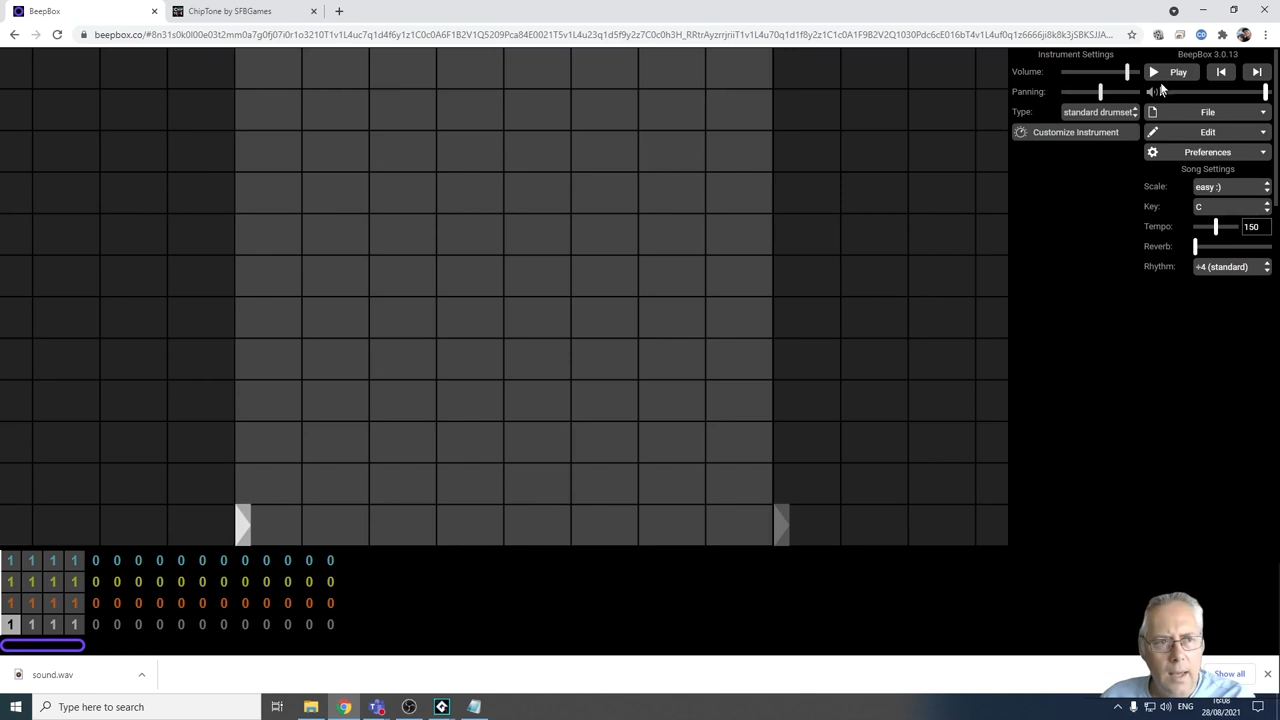 BeepBox
ChipTone by SFBGames
beepbox.co/#8n31s0k0l00e03t2mm0a7g0fj07i0r1o3210T1v1L4uc7q1d4f6y1z1C0c0A6F1B2V1Q5209Pca84E0021T5v1L4u23q1d5f9y2z7C0c0h3H_RRtrAyzrrjriiT1v1L4u70q1d1f8y2z1C1c0A1F9B2V2Q1030Pdc6E016bT4v1L4uf0q1z6666ji8k8k3jSBKSJJA...
Instrument Settings
BeepBox 3.0.13
Volume:
Play
Panning:
Type: standard drumset
File
Customize Instrument
Edit
Preferences
Song Settings
Scale: easy :)
Key: C
Tempo: 150
Reverb:
Rhythm: ÷4 (standard)
1 1 1 1 0 0 0 0 0 0 0 0 0 0 0 0
1 1 1 1 0 0 0 0 0 0 0 0 0 0 0 0
1 1 1 1 0 0 0 0 0 0 0 0 0 0 0 0
1 1 1 1 0 0 0 0 0 0 0 0 0 0 0 0
sound.wav
Show all
Type here to search
ENG
16:08
28/08/2021